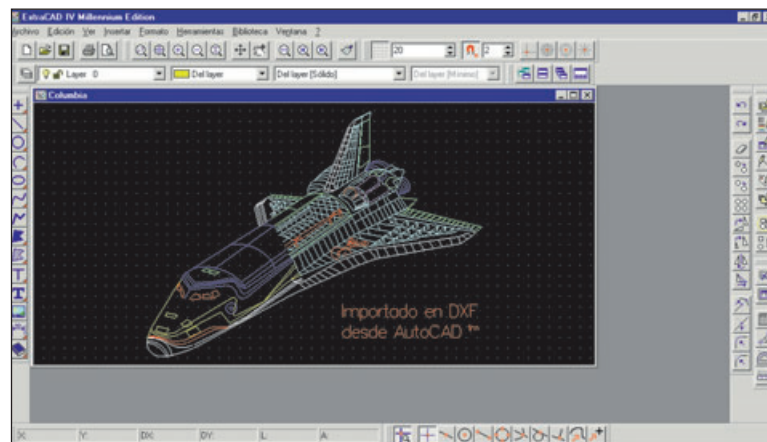 ExtraCAD IV Millennium Edition
Archivo Edición Ver Insertar Formato Herramientas Biblioteca Ventana ?
20 2
Layer 0 Del layer Del layer [Sólido] Del layer [Mínimo]
Columbia
Importado en DXF
desde AutoCAD ™
X: Y: DX: DY: L: A: